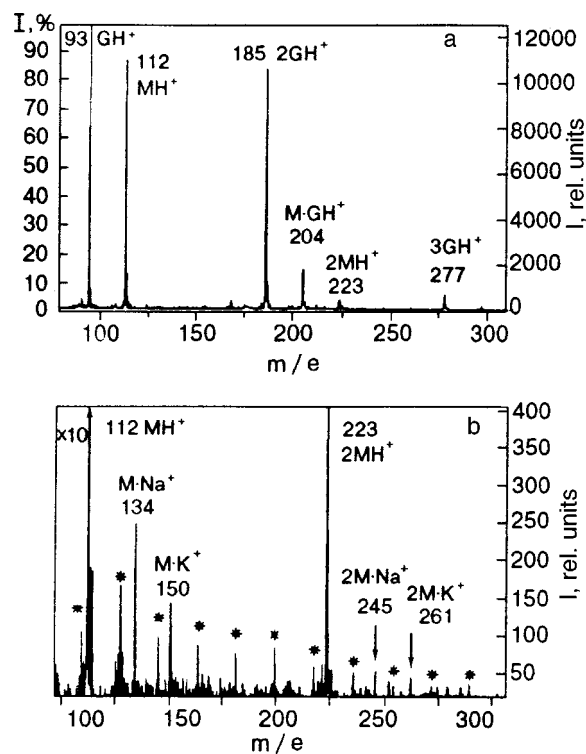 I, %
93 GH⁺
112
MH⁺
185 2GH⁺
a
M·GH⁺
204
2MH⁺
223
3GH⁺
277
90
80
70
60
50
40
30
20
10
0
12000
10000
8000
6000
4000
2000
0
I, rel. units
100 150 200 250 300
m / e
b
x10
112 MH⁺
223
2MH⁺
M·Na⁺
134
M·K⁺
150
2M·Na⁺
245
2M·K⁺
261
* * * * * * * * * * *
400
350
300
250
200
150
100
50
I, rel. units
100 150 200 250 300
m / e